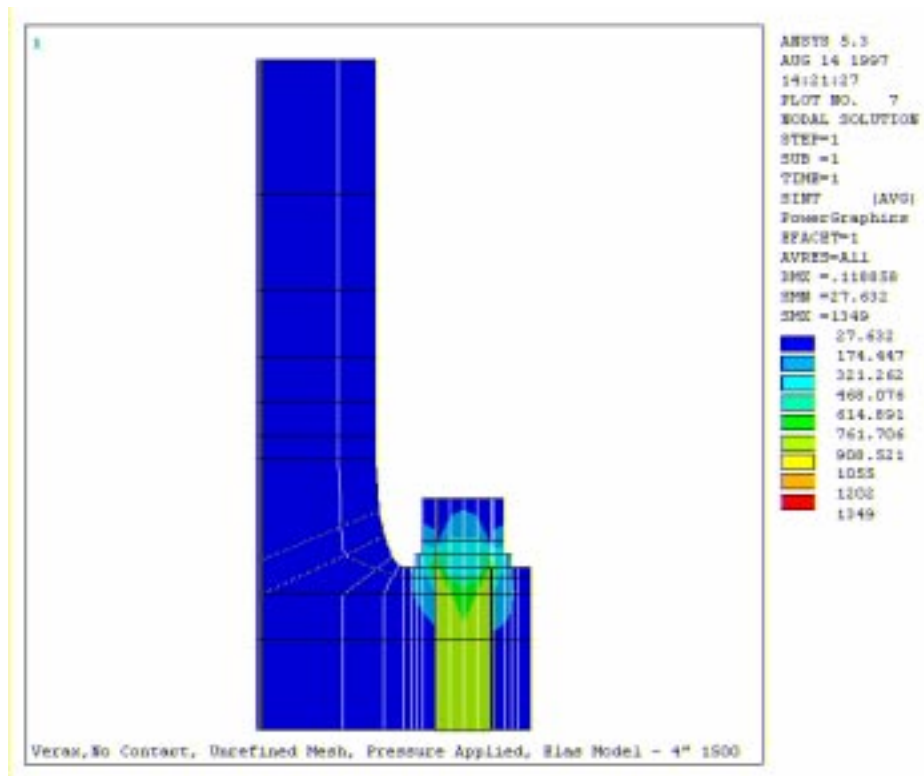 1
ANSYS 5.3
AUG 14 1997
14:21:27
PLOT NO. 7
NODAL SOLUTION
STEP=1
SUB =1
TIME=1
SINT (AVG)
PowerGraphics
EFACET=1
AVRES=All
DMX =.118858
SMN =27.632
SMX =1349
27.632
174.447
321.262
468.076
614.891
761.706
908.521
1055
1202
1349
Verax,No Contact, Unrefined Mesh, Pressure Applied, Elas Model - 4" 1500